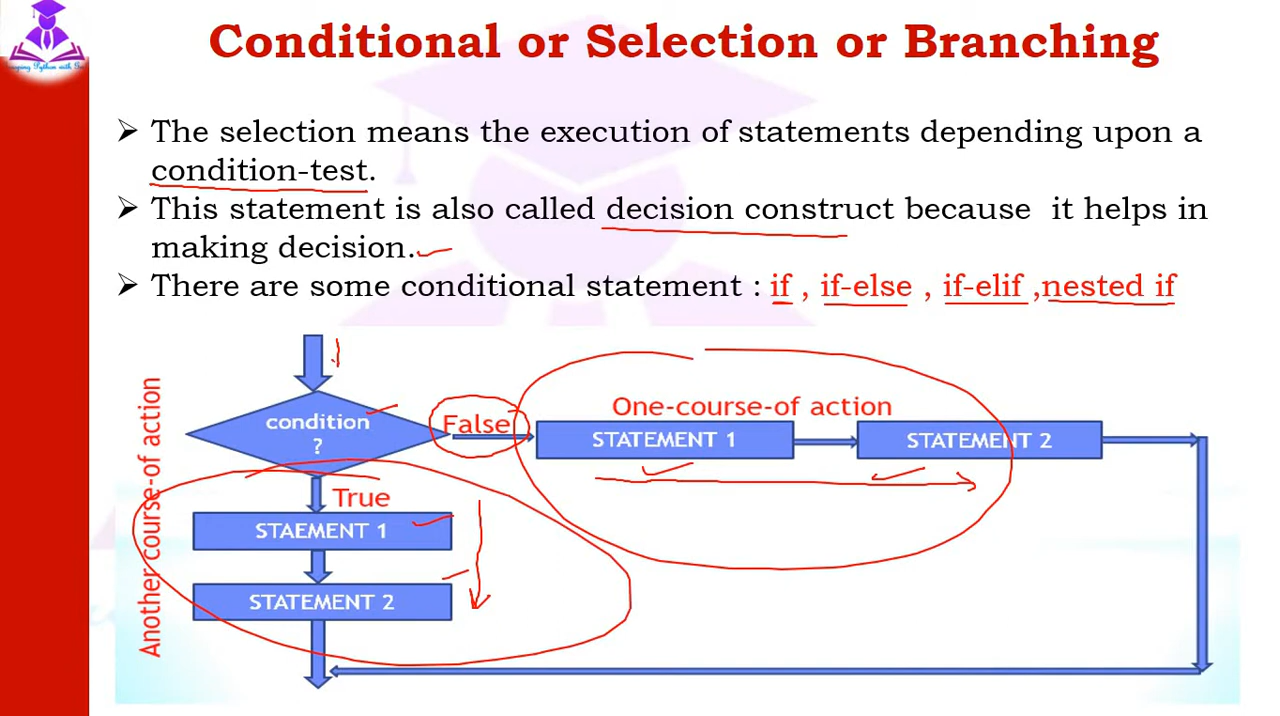 Conditional or Selection or Branching
➢ The selection means the execution of statements depending upon a
condition-test.
➢ This statement is also called decision construct because it helps in
making decision.
➢ There are some conditional statement : if , if-else , if-elif ,nested if
condition
?
False
One-course-of action
STATEMENT 1
STATEMENT 2
Another course-of action
True
STAEMENT 1
STATEMENT 2